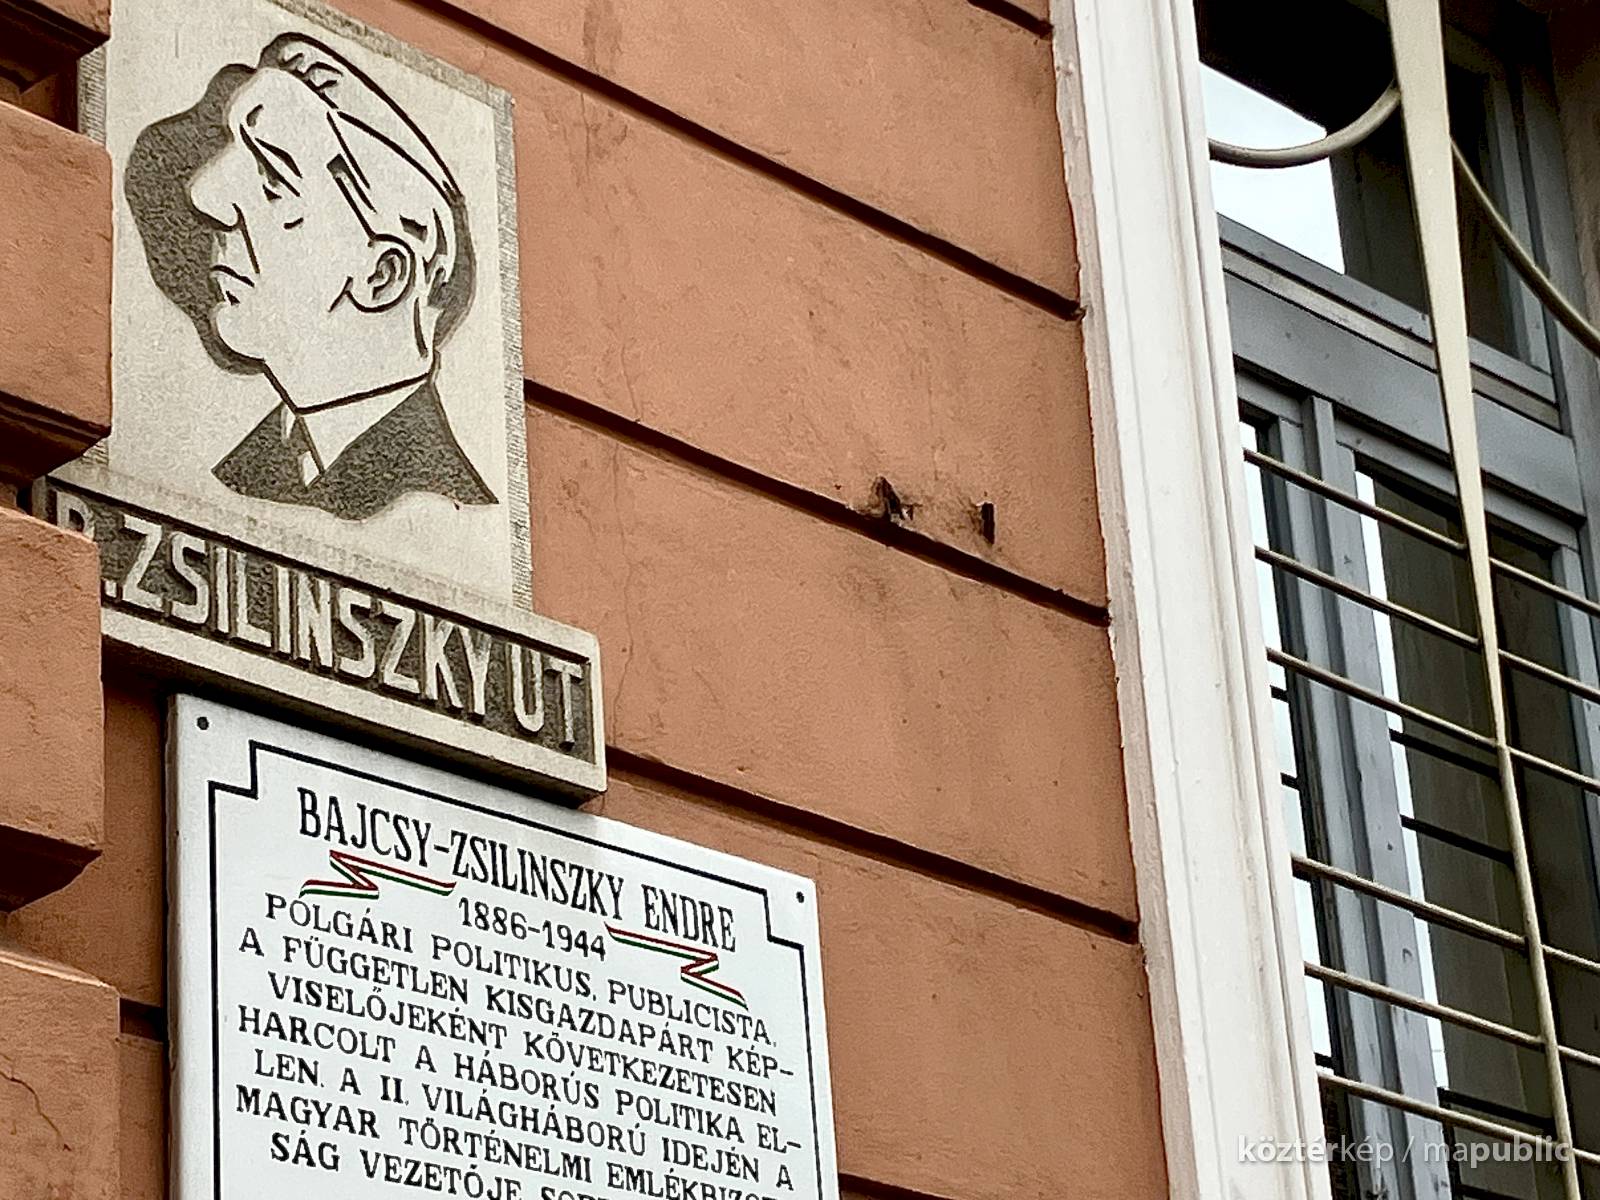 B.ZSILINSZKY UT
BAJCSY-ZSILINSZKY ENDRE
1886-1944
POLGÁRI POLITIKUS, PUBLICISTA,
A FÜGGETLEN KISGAZDAPÁRT KÉP-
VISELŐJEKÉNT KÖVETKEZETESEN
HARCOLT A HÁBORÚS POLITIKA EL-
LEN. A II. VILÁGHÁBORÚ IDEJÉN A
MAGYAR TÖRTÉNELMI EMLÉKBIZOT-
SÁG VEZETŐJE
köztérkép / mapublic